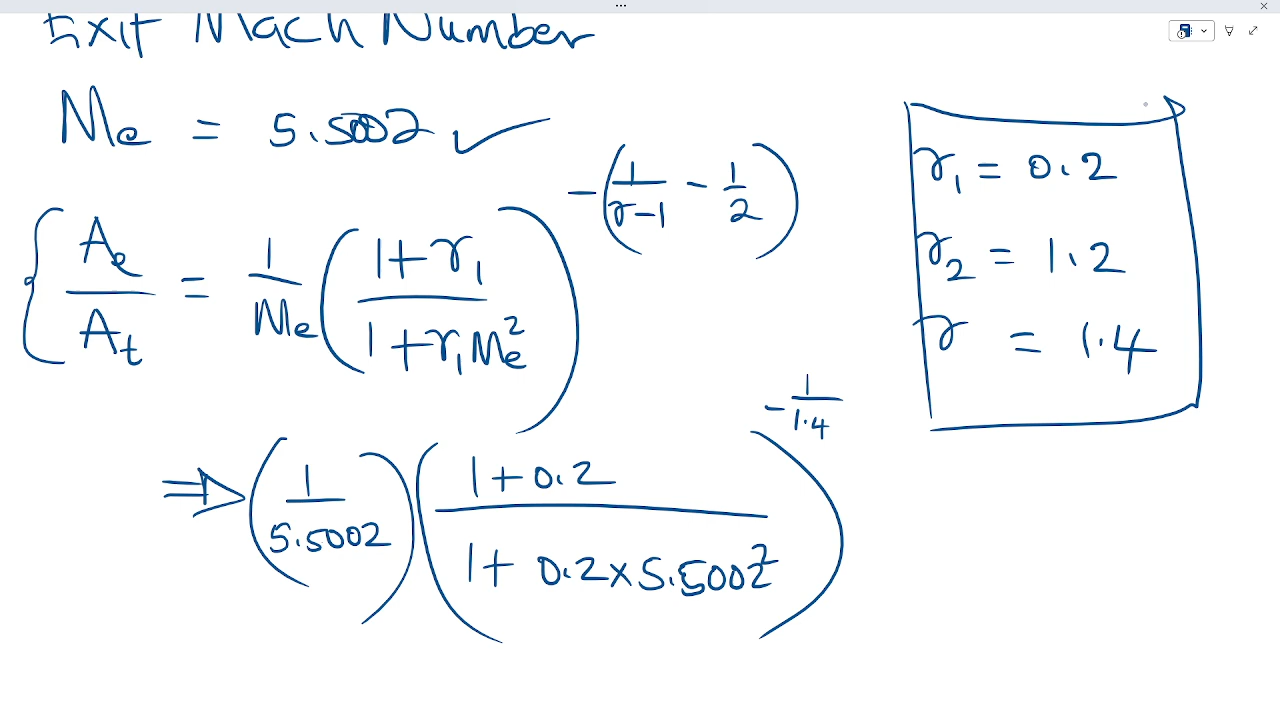 Exit Mach Number
Me = 5.5002 ✓
Ae/At = 1/Me ((1+γ₁)/(1+γ₁Me²))^-(1/(γ-1) - 1/2)
⇒ (1/5.5002) ((1+0.2)/(1+0.2×5.5002²))^-1/1.4
γ₁ = 0.2
γ₂ = 1.2
γ = 1.4